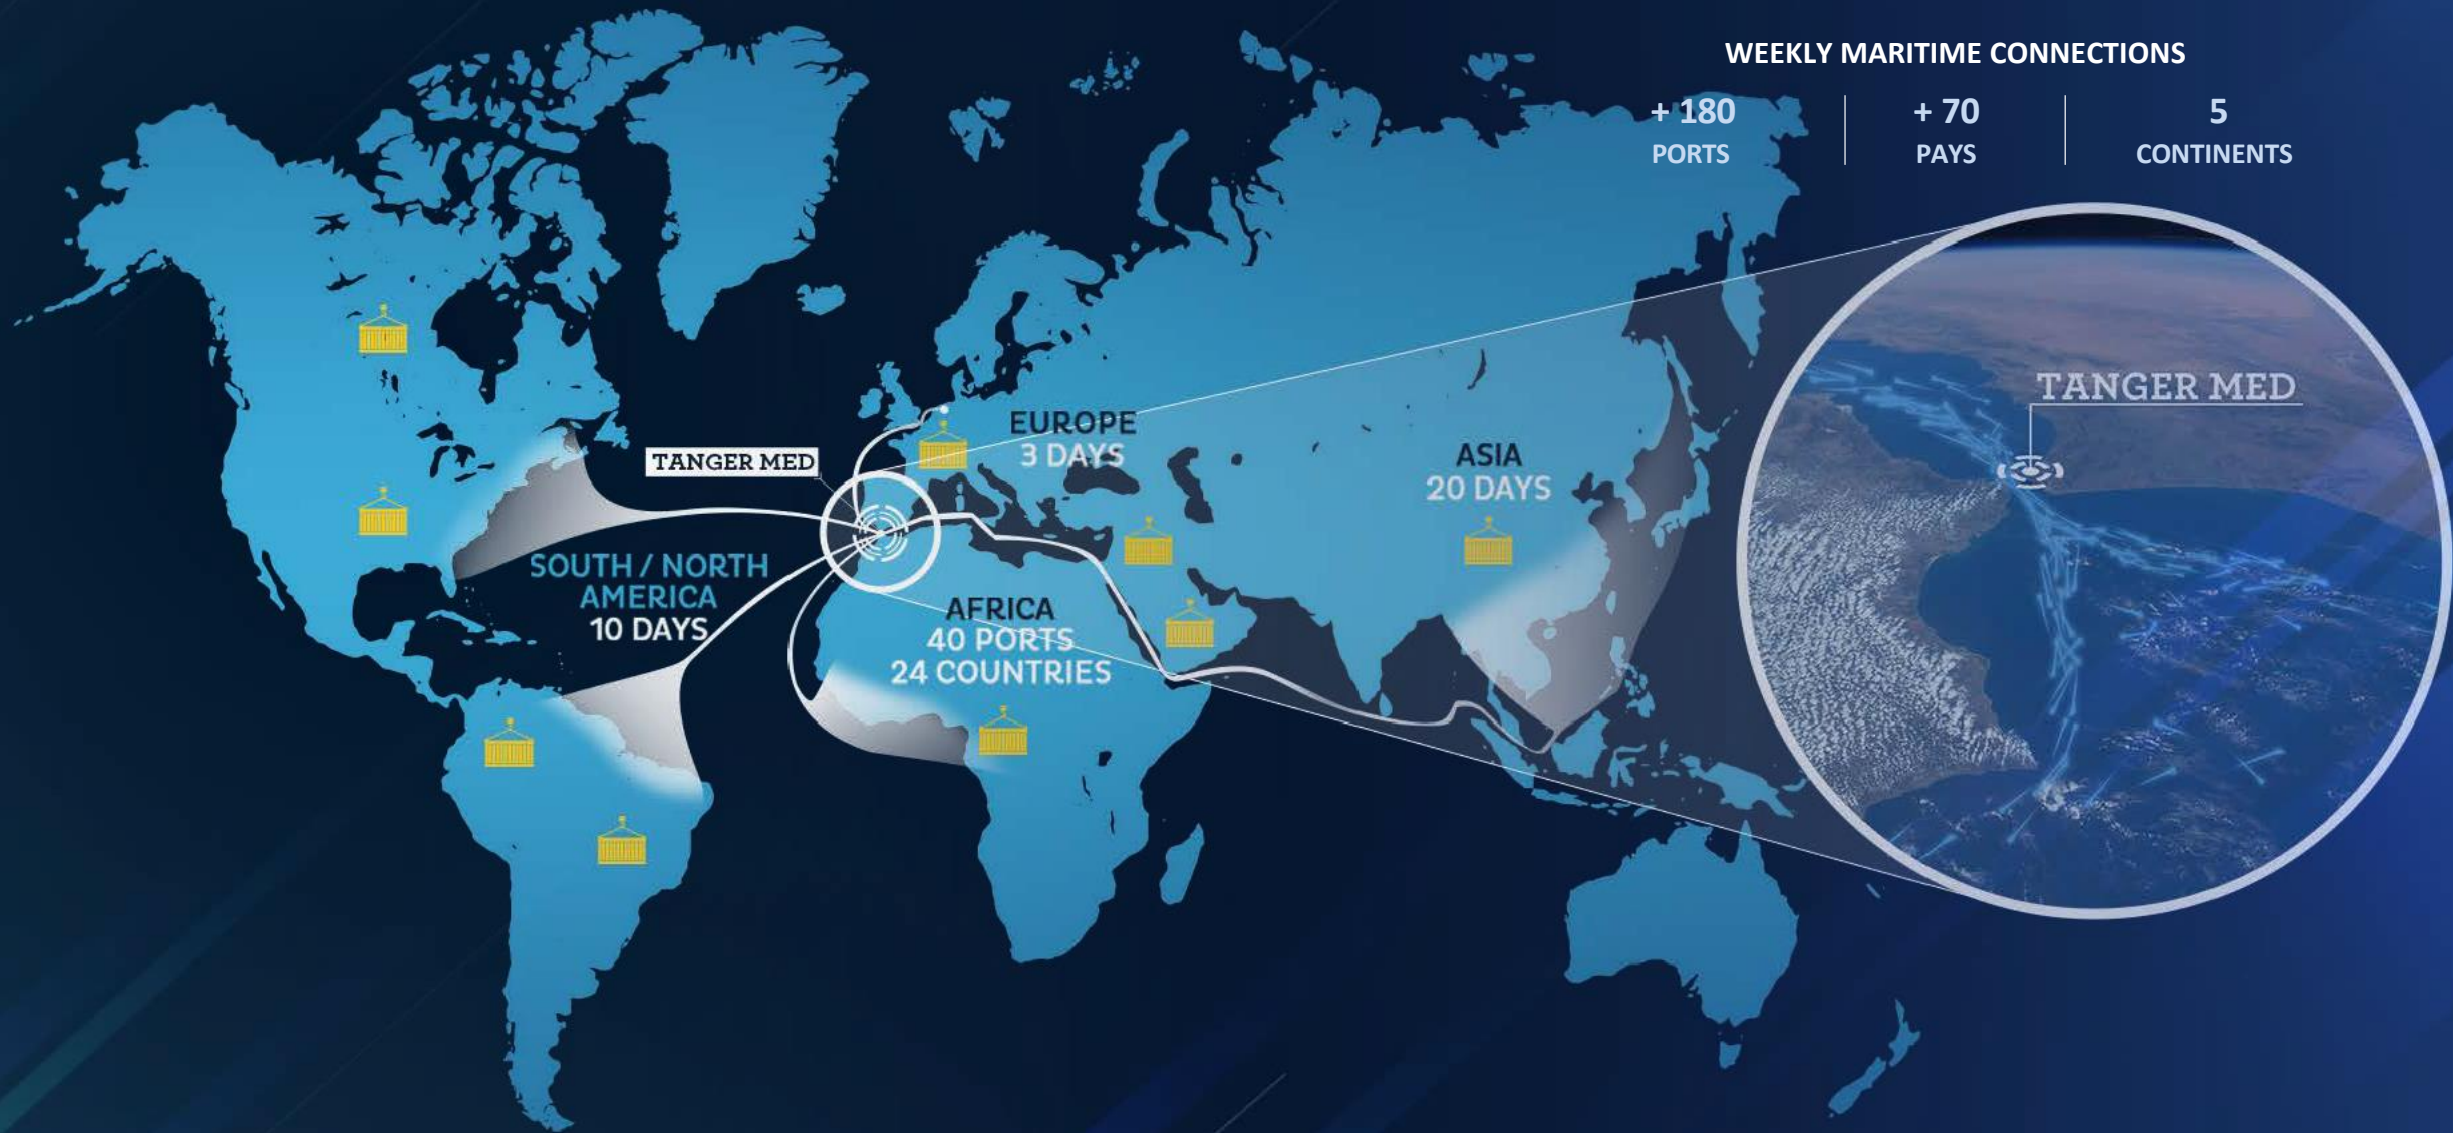 WEEKLY MARITIME CONNECTIONS
+ 180
PORTS
+ 70
PAYS
5
CONTINENTS
TANGER MED
EUROPE
3 DAYS
ASIA
20 DAYS
TANGER MED
SOUTH / NORTH
AMERICA
10 DAYS
AFRICA
40 PORTS
24 COUNTRIES